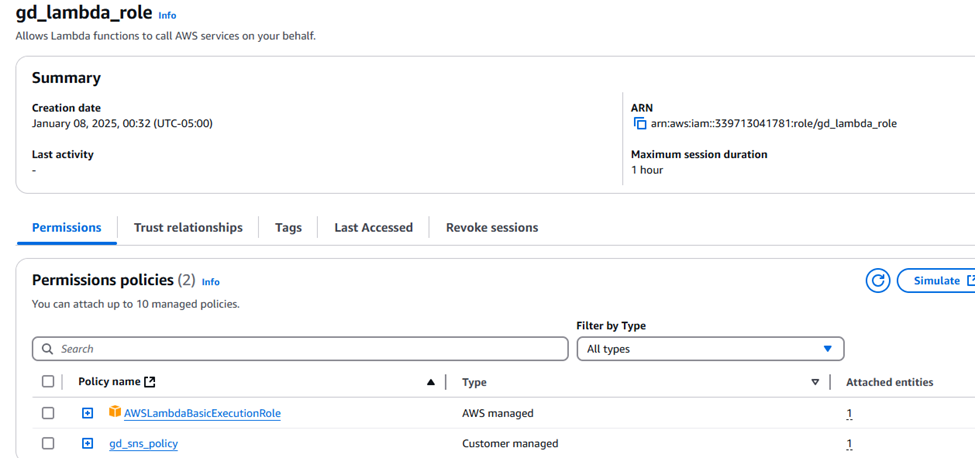 gd_lambda_role Info
Allows Lambda functions to call AWS services on your behalf.
Summary
Creation date
January 08, 2025, 00:32 (UTC-05:00)
Last activity
-
ARN
arn:aws:iam::339713041781:role/gd_lambda_role
Maximum session duration
1 hour
Permissions Trust relationships Tags Last Accessed Revoke sessions
Permissions policies (2) Info
You can attach up to 10 managed policies.
Simulate
Filter by Type
Search All types
Policy name Type Attached entities
AWSLambdaBasicExecutionRole AWS managed 1
gd_sns_policy Customer managed 1